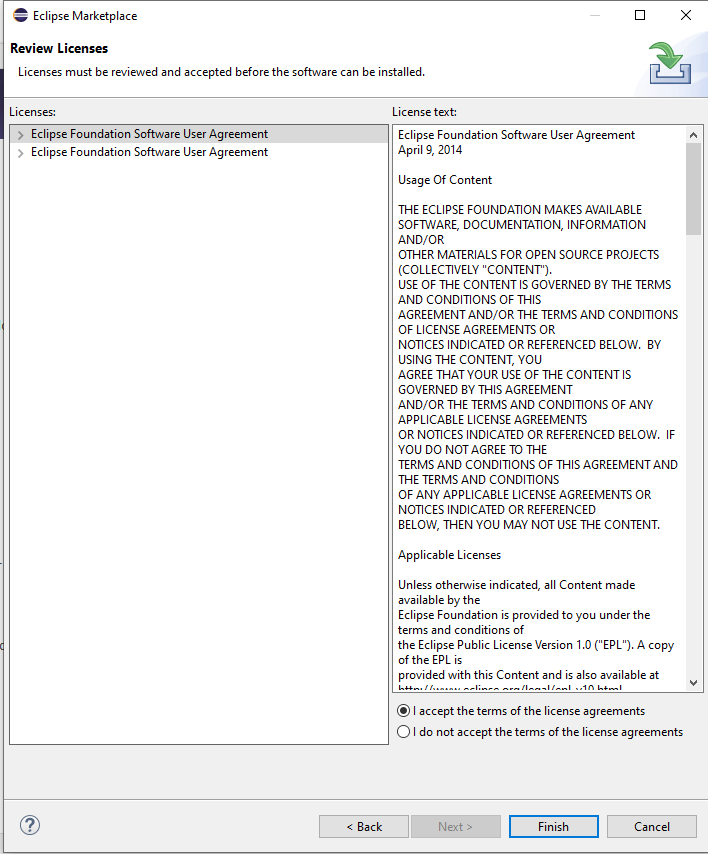 Eclipse Marketplace
Review Licenses
Licenses must be reviewed and accepted before the software can be installed.
Licenses:
Eclipse Foundation Software User Agreement
Eclipse Foundation Software User Agreement
License text:
Eclipse Foundation Software User Agreement
April 9, 2014
Usage Of Content
THE ECLIPSE FOUNDATION MAKES AVAILABLE
SOFTWARE, DOCUMENTATION, INFORMATION
AND/OR
OTHER MATERIALS FOR OPEN SOURCE PROJECTS
(COLLECTIVELY "CONTENT").
USE OF THE CONTENT IS GOVERNED BY THE TERMS
AND CONDITIONS OF THIS
AGREEMENT AND/OR THE TERMS AND CONDITIONS
OF LICENSE AGREEMENTS OR
NOTICES INDICATED OR REFERENCED BELOW.  BY
USING THE CONTENT, YOU
AGREE THAT YOUR USE OF THE CONTENT IS
GOVERNED BY THIS AGREEMENT
AND/OR THE TERMS AND CONDITIONS OF ANY
APPLICABLE LICENSE AGREEMENTS
OR NOTICES INDICATED OR REFERENCED BELOW.  IF
YOU DO NOT AGREE TO THE
TERMS AND CONDITIONS OF THIS AGREEMENT AND
THE TERMS AND CONDITIONS
OF ANY APPLICABLE LICENSE AGREEMENTS OR
NOTICES INDICATED OR REFERENCED
BELOW, THEN YOU MAY NOT USE THE CONTENT.
Applicable Licenses
Unless otherwise indicated, all Content made
available by the
Eclipse Foundation is provided to you under the
terms and conditions of
the Eclipse Public License Version 1.0 ("EPL"). A copy
of the EPL is
provided with this Content and is also available at
http://www.eclipse.org/legal/epl-v10.html
I accept the terms of the license agreements
I do not accept the terms of the license agreements
?
< Back
Next >
Finish
Cancel